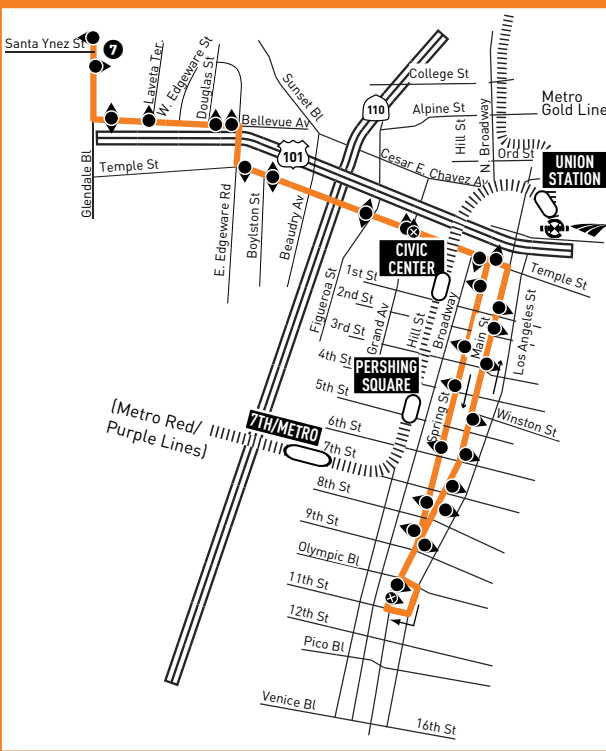 Santa Ynez St
7
Laveta Ter.
W. Edgeware St
Douglas St
Sunset Bl
110
College St
Alpine St
Hill St
N. Broadway
Metro
Gold Line
Ord St
UNION
STATION
Bellevue Av
101
Cesar E. Chavez Av
Glendale Bl
Temple St
E. Edgeware Rd
Boylston St
Beaudry Av
Figueroa St
CIVIC
CENTER
Temple St
1st St
2nd St
3rd St
4th St
5th St
6th St
7th St
8th St
9th St
Grand Av
Hill St
Broadway
Main St
Los Angeles St
PERSHING
SQUARE
Spring St
Winston St
(Metro Red/
Purple Lines)
7TH/METRO
Olympic Bl
11th St
12th St
Pico Bl
Venice Bl
16th St